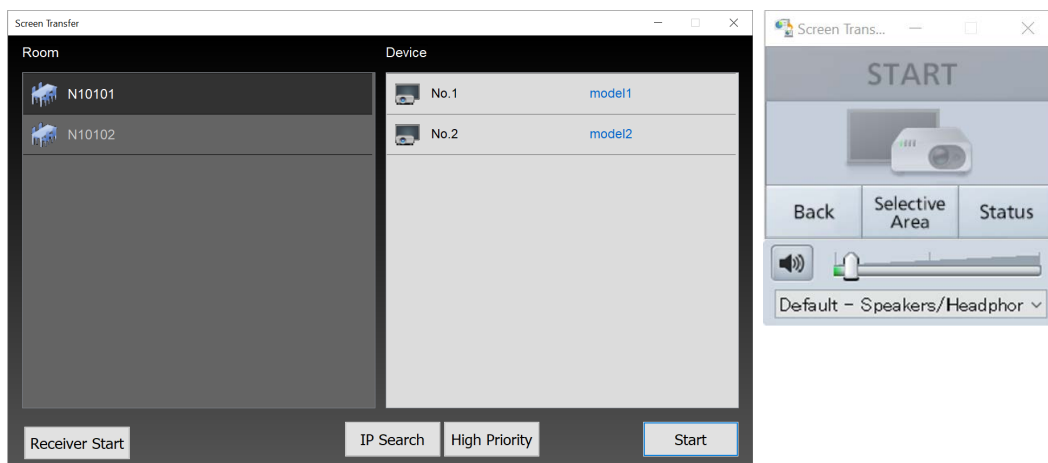 Screen Transfer
Room
Device
N10101
N10102
No.1 model1
No.2 model2
Receiver Start
IP Search
High Priority
Start
Screen Trans...
START
Back
Selective
Area
Status
Default - Speakers/Headphor